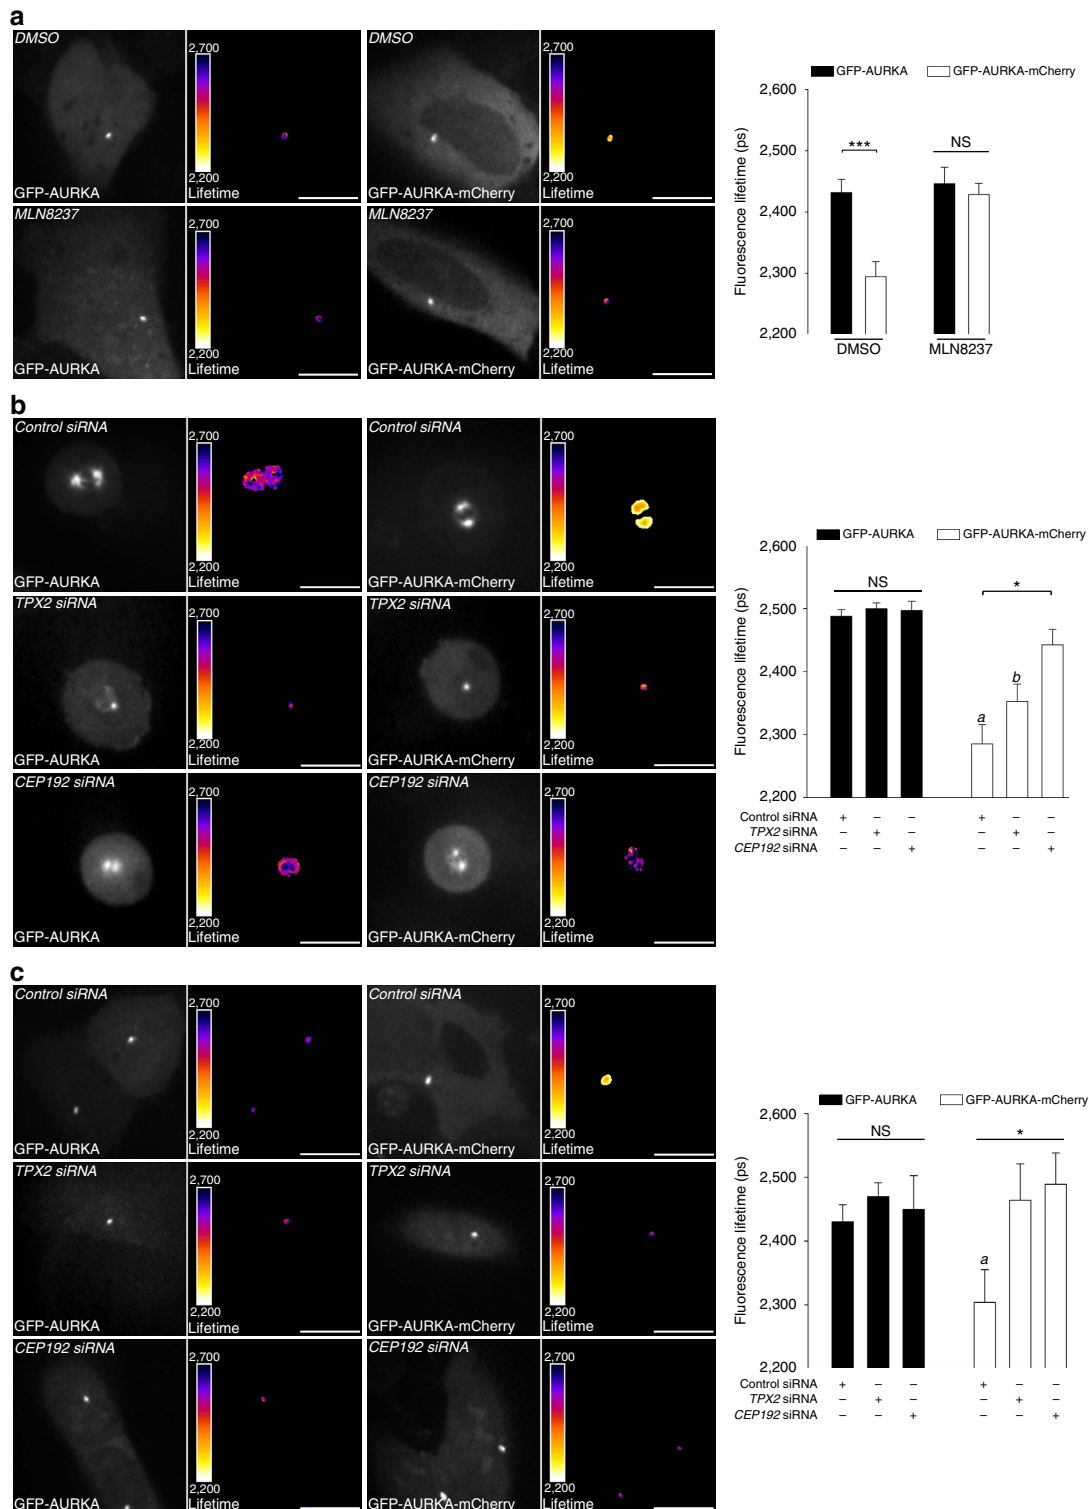 a
DMSO
2,700
GFP-AURKA
2,200
Lifetime
DMSO
2,700
GFP-AURKA-mCherry
2,200
Lifetime
MLN8237
2,700
GFP-AURKA
2,200
Lifetime
MLN8237
2,700
GFP-AURKA-mCherry
2,200
Lifetime
GFP-AURKA GFP-AURKA-mCherry
Fluorescence lifetime (ps)
2,600
2,500
2,400
2,300
2,200
***
NS
DMSO MLN8237
b
Control siRNA
2,700
GFP-AURKA
2,200
Lifetime
Control siRNA
2,700
GFP-AURKA-mCherry
2,200
Lifetime
TPX2 siRNA
2,700
GFP-AURKA
2,200
Lifetime
TPX2 siRNA
2,700
GFP-AURKA-mCherry
2,200
Lifetime
CEP192 siRNA
2,700
GFP-AURKA
2,200
Lifetime
CEP192 siRNA
2,700
GFP-AURKA-mCherry
2,200
Lifetime
GFP-AURKA GFP-AURKA-mCherry
Fluorescence lifetime (ps)
2,600
2,500
2,400
2,300
2,200
NS
*
a
b
Control siRNA + – – + – –
TPX2 siRNA – + – – + –
CEP192 siRNA – – + – – +
c
Control siRNA
2,700
GFP-AURKA
2,200
Lifetime
Control siRNA
2,700
GFP-AURKA-mCherry
2,200
Lifetime
TPX2 siRNA
2,700
GFP-AURKA
2,200
Lifetime
TPX2 siRNA
2,700
GFP-AURKA-mCherry
2,200
Lifetime
CEP192 siRNA
2,700
GFP-AURKA
2,200
Lifetime
CEP192 siRNA
2,700
GFP-AURKA-mCherry
2,200
Lifetime
GFP-AURKA GFP-AURKA-mCherry
Fluorescence lifetime (ps)
2,600
2,500
2,400
2,300
2,200
NS
*
a
Control siRNA + – – + – –
TPX2 siRNA – + – – + –
CEP192 siRNA – – + – – +